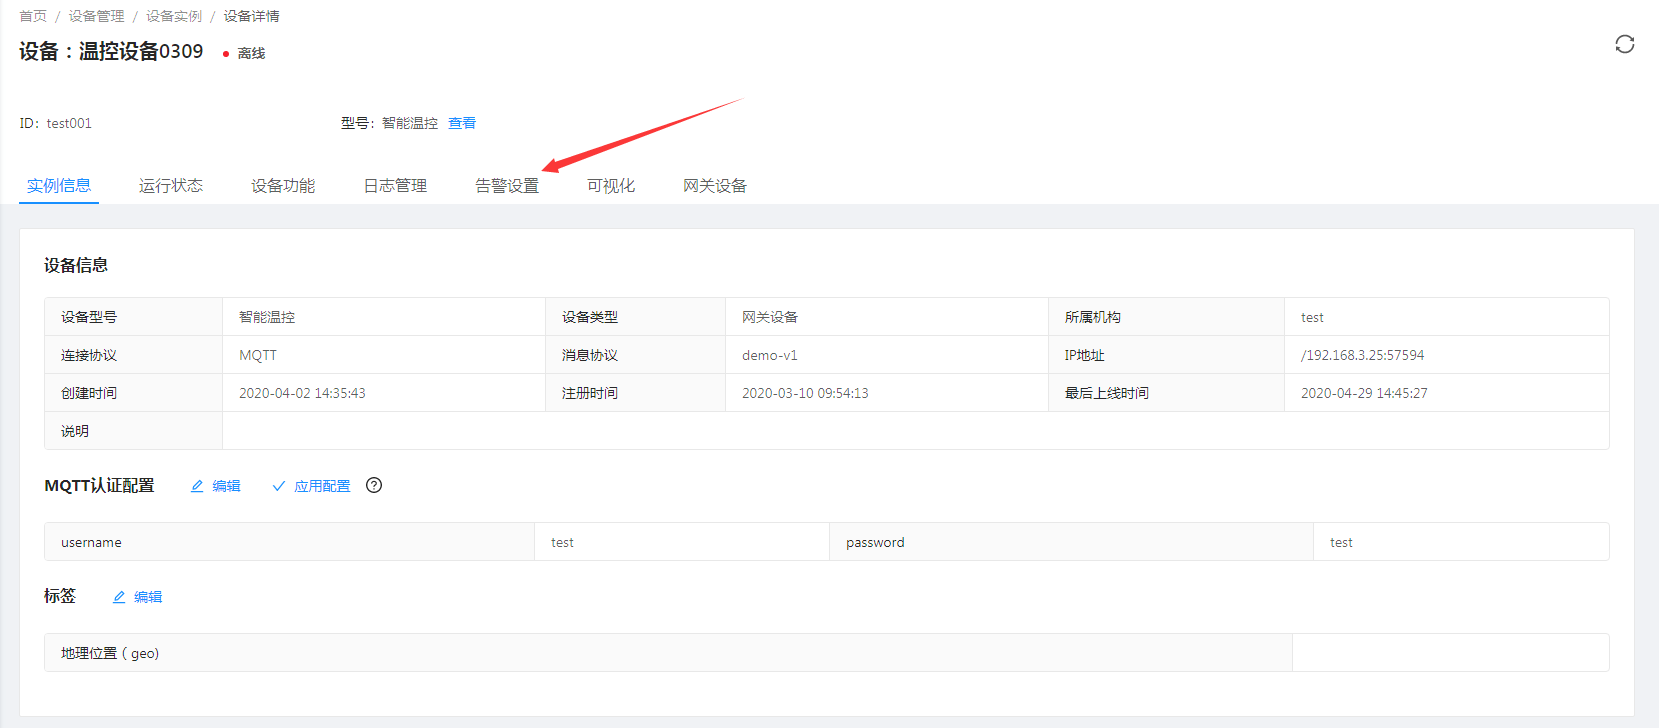 首页 / 设备管理 / 设备实例 / 设备详情
设备：温控设备0309 离线
ID：test001 型号：智能温控 查看
实例信息 运行状态 设备功能 日志管理 告警设置 可视化 网关设备
设备信息
设备型号 智能温控 设备类型 网关设备 所属机构 test
连接协议 MQTT 消息协议 demo-v1 IP地址 /192.168.3.25:57594
创建时间 2020-04-02 14:35:43 注册时间 2020-03-10 09:54:13 最后上线时间 2020-04-29 14:45:27
说明
MQTT认证配置 编辑 应用配置
username test password test
标签 编辑
地理位置（geo)